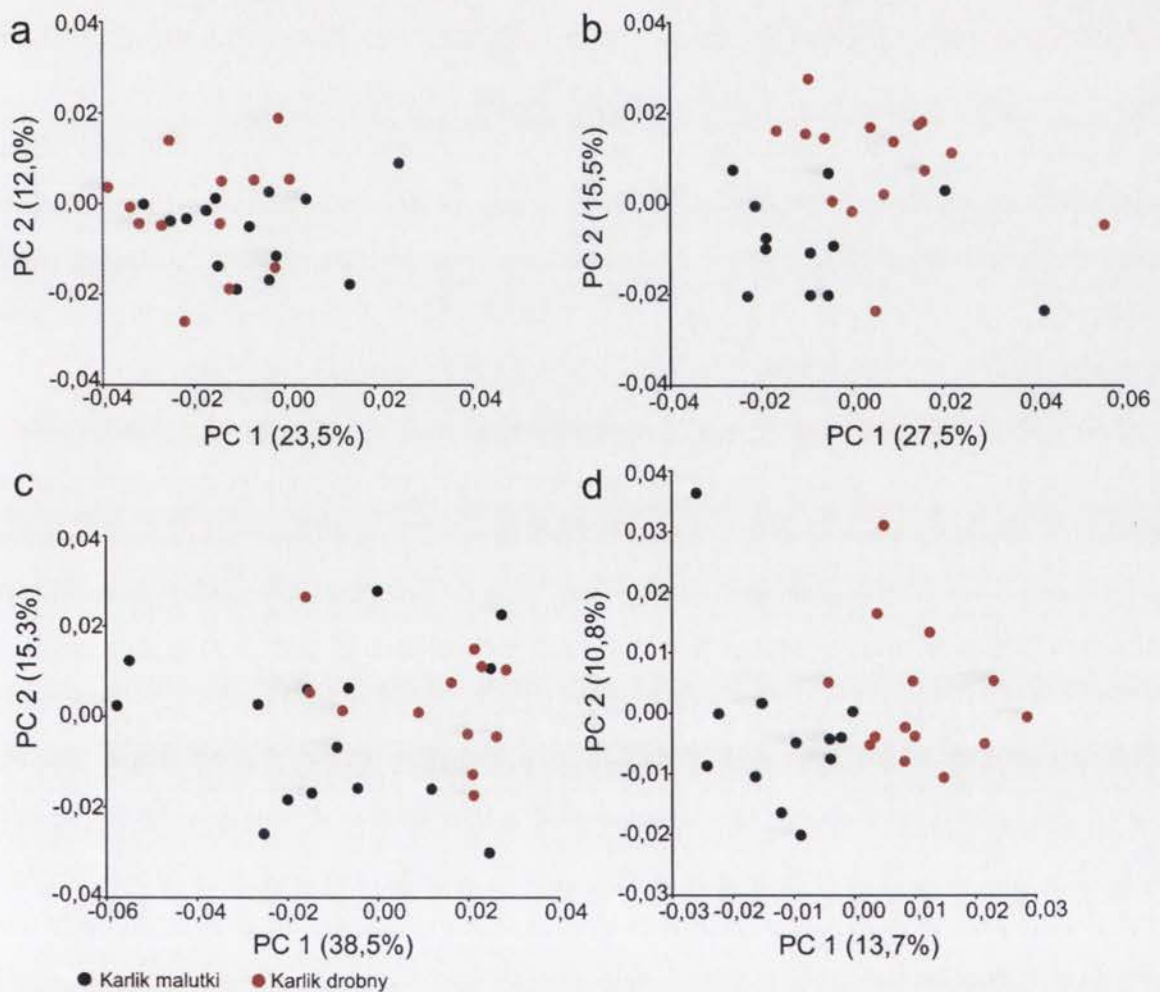 a
0,04
0,02
0,00
-0,02
-0,04
PC 2 (12,0%)
-0,04 -0,02 0,00 0,02 0,04
PC 1 (23,5%)
b
0,04
0,02
0,00
-0,02
-0,04
PC 2 (15,5%)
-0,04 -0,02 0,00 0,02 0,04 0,06
PC 1 (27,5%)
c
0,04
0,02
0,00
-0,02
-0,04
PC 2 (15,3%)
-0,06 -0,04 -0,02 0,00 0,02 0,04
PC 1 (38,5%)
d
0,04
0,03
0,02
0,01
0,00
-0,01
-0,02
-0,03
PC 2 (10,8%)
-0,03 -0,02 -0,01 0,00 0,01 0,02 0,03
PC 1 (13,7%)
Karlik malutki Karlik drobny